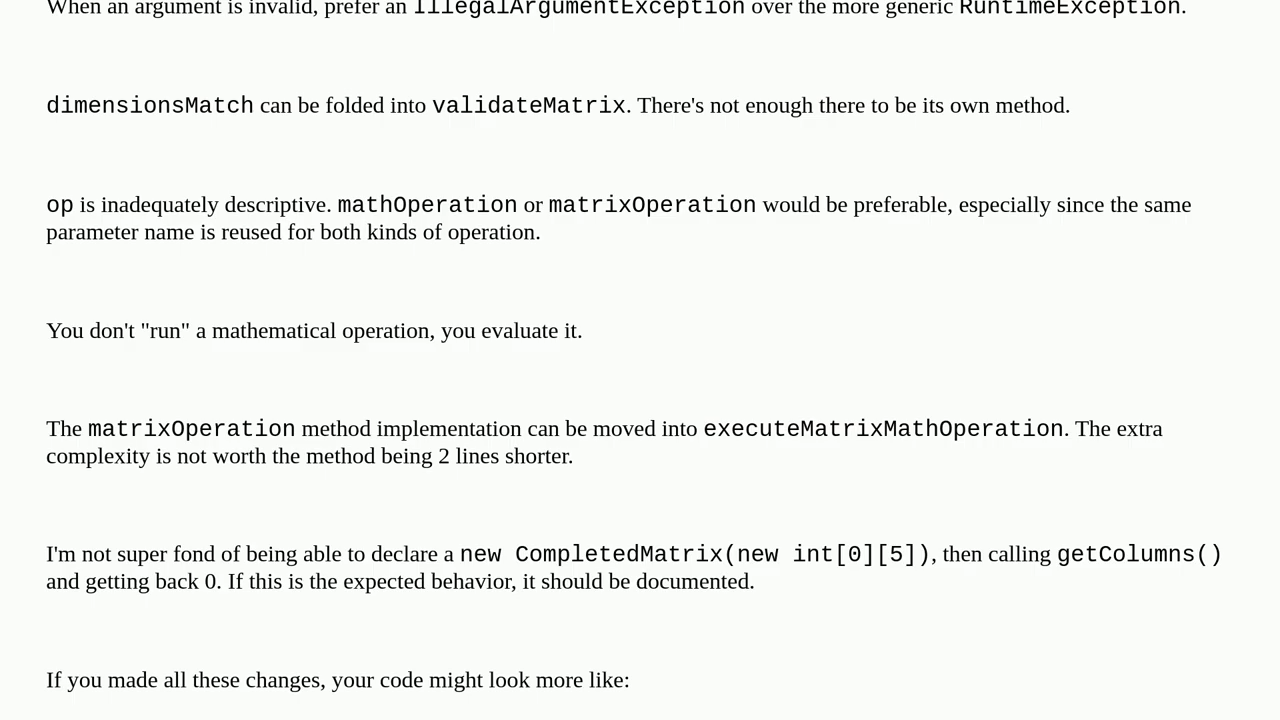 When an argument is invalid, prefer an IllegalArgumentException over the more generic RuntimeException.
dimensionsMatch can be folded into validateMatrix. There's not enough there to be its own method.
op is inadequately descriptive. mathOperation or matrixOperation would be preferable, especially since the same
parameter name is reused for both kinds of operation.
You don't "run" a mathematical operation, you evaluate it.
The matrixOperation method implementation can be moved into executeMatrixMathOperation. The extra
complexity is not worth the method being 2 lines shorter.
I'm not super fond of being able to declare a new CompletedMatrix(new int[0][5]), then calling getColumns()
and getting back 0. If this is the expected behavior, it should be documented.
If you made all these changes, your code might look more like: